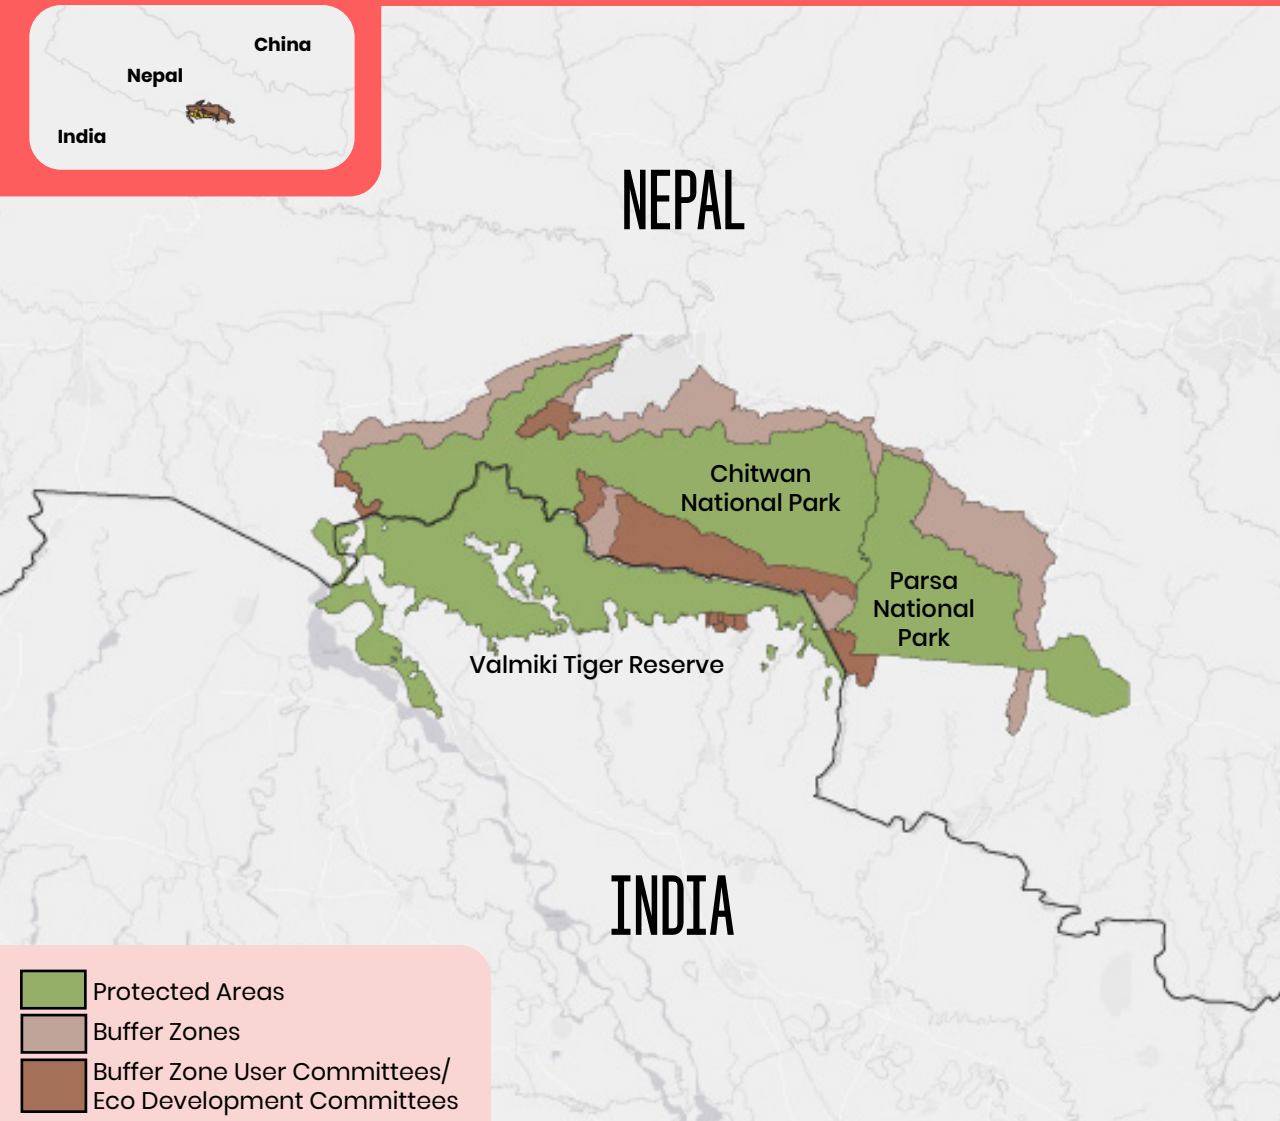 China
Nepal
India
NEPAL
Chitwan
National Park
Parsa
National
Park
Valmiki Tiger Reserve
INDIA
Protected Areas
Buffer Zones
Buffer Zone User Committees/
Eco Development Committees